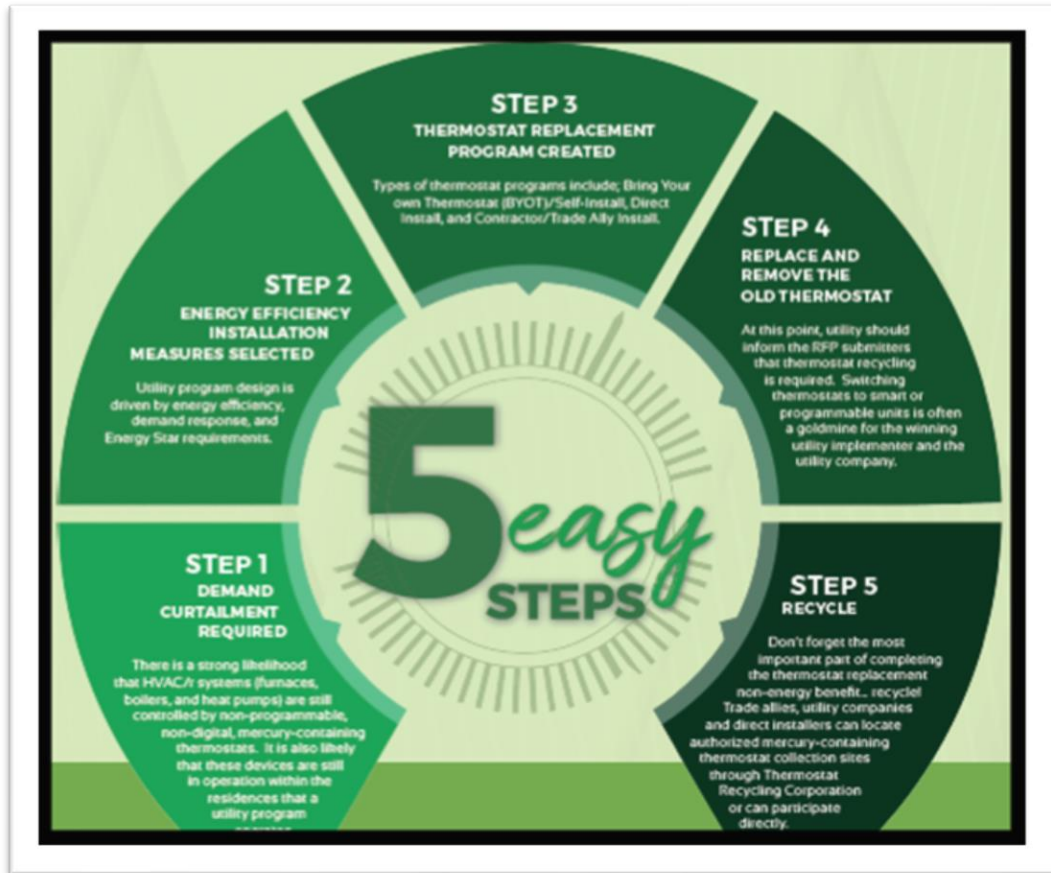 STEP 1
DEMAND
CURTAILMENT
REQUIRED
There is a strong likelihood
that HVAC/r systems (furnaces,
boilers, and heat pumps) are still
controlled by non-programmable,
non-digital, mercury-containing
thermostats. It is also likely
that these devices are still
in operation within the
residences that a
utility program
STEP 2
ENERGY EFFICIENCY
INSTALLATION
MEASURES SELECTED
Utility program design is
driven by energy efficiency,
demand response, and
Energy Star requirements.
STEP 3
THERMOSTAT REPLACEMENT
PROGRAM CREATED
Types of thermostat programs include; Bring Your
own Thermostat (BYOT)/Self-Install, Direct
Install, and Contractor/Trade Ally Install.
STEP 4
REPLACE AND
REMOVE THE
OLD THERMOSTAT
At this point, utility should
inform the RFP submitters
that thermostat recycling
is required. Switching
thermostats to smart or
programmable units is often
a goldmine for the winning
utility implementer and the
utility company.
STEP 5
RECYCLE
Don't forget the most
important part of completing
the thermostat replacement
non-energy benefit... recycle!
Trade allies, utility companies
and direct installers can locate
authorized mercury-containing
thermostat collection sites
through Thermostat
Recycling Corporation
or can participate
directly.
5 easy
STEPS